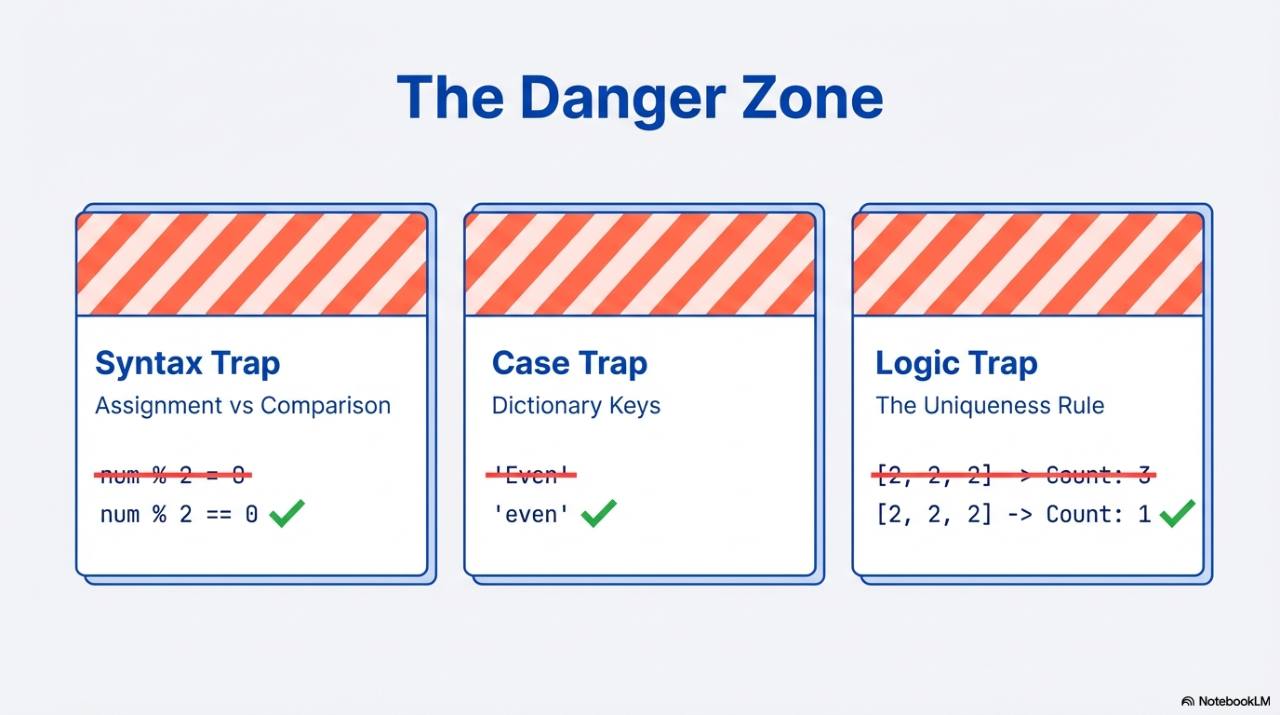 The Danger Zone
Syntax Trap
Assignment vs Comparison
num % 2 = 0
num % 2 == 0
Case Trap
Dictionary Keys
'Even'
'even'
Logic Trap
The Uniqueness Rule
[2, 2, 2] -> Count: 3
[2, 2, 2] -> Count: 1
NotebookLM